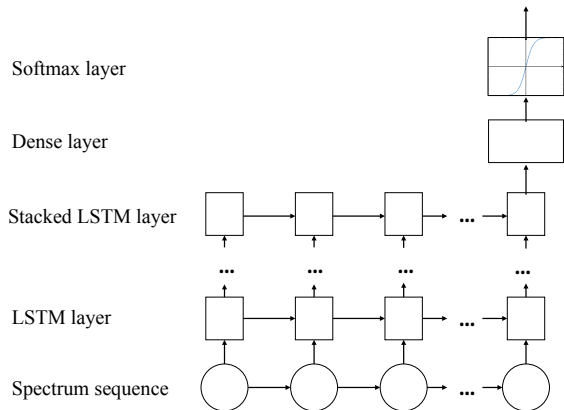 Softmax layer
Dense layer
Stacked LSTM layer
...
... ... ... ...
LSTM layer
...
Spectrum sequence
...